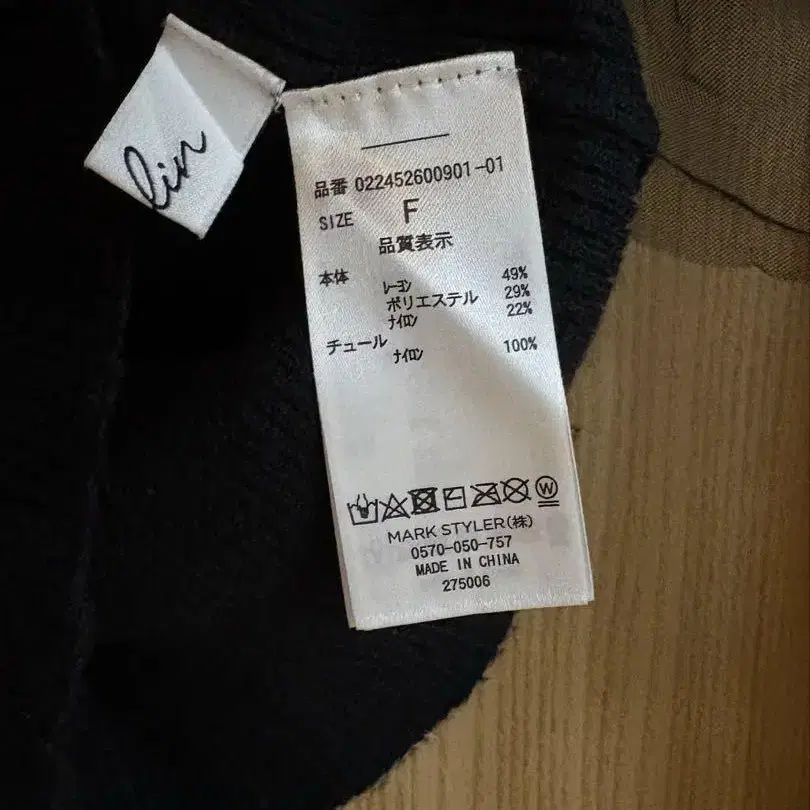 lin
品番 022452600901-01
SIZE F
品質表示
本体
レーヨン 49%
ポリエステル 29%
ナイロン 22%
チュール
ナイロン 100%
W
MARK STYLER(株)
0570-050-757
MADE IN CHINA
275006